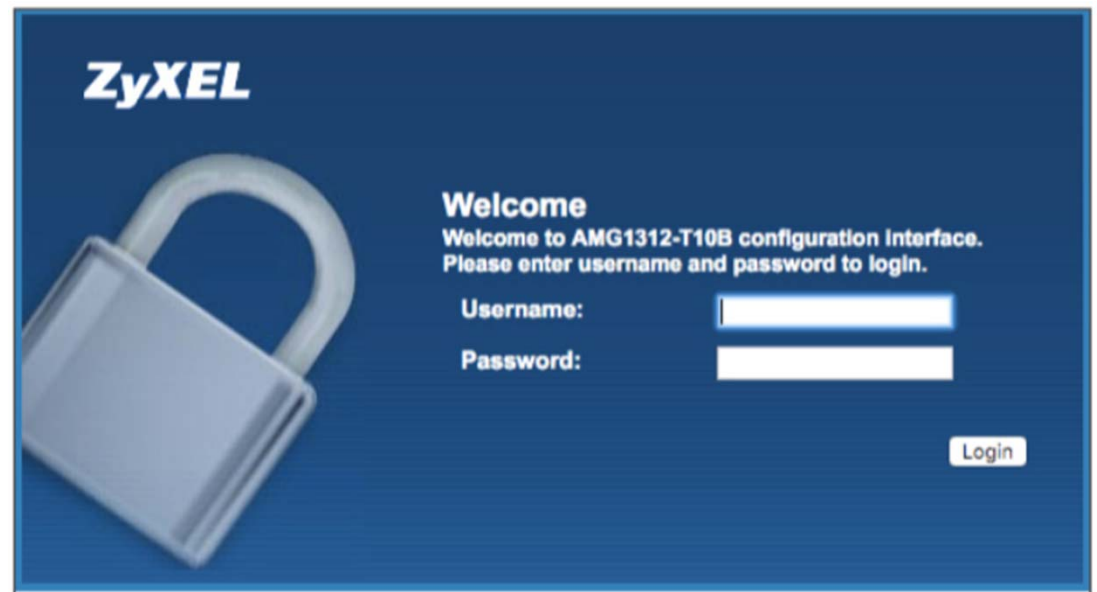 ZyXEL
Welcome
Welcome to AMG1312-T10B configuration interface.
Please enter username and password to login.
Username:
Password:
Login